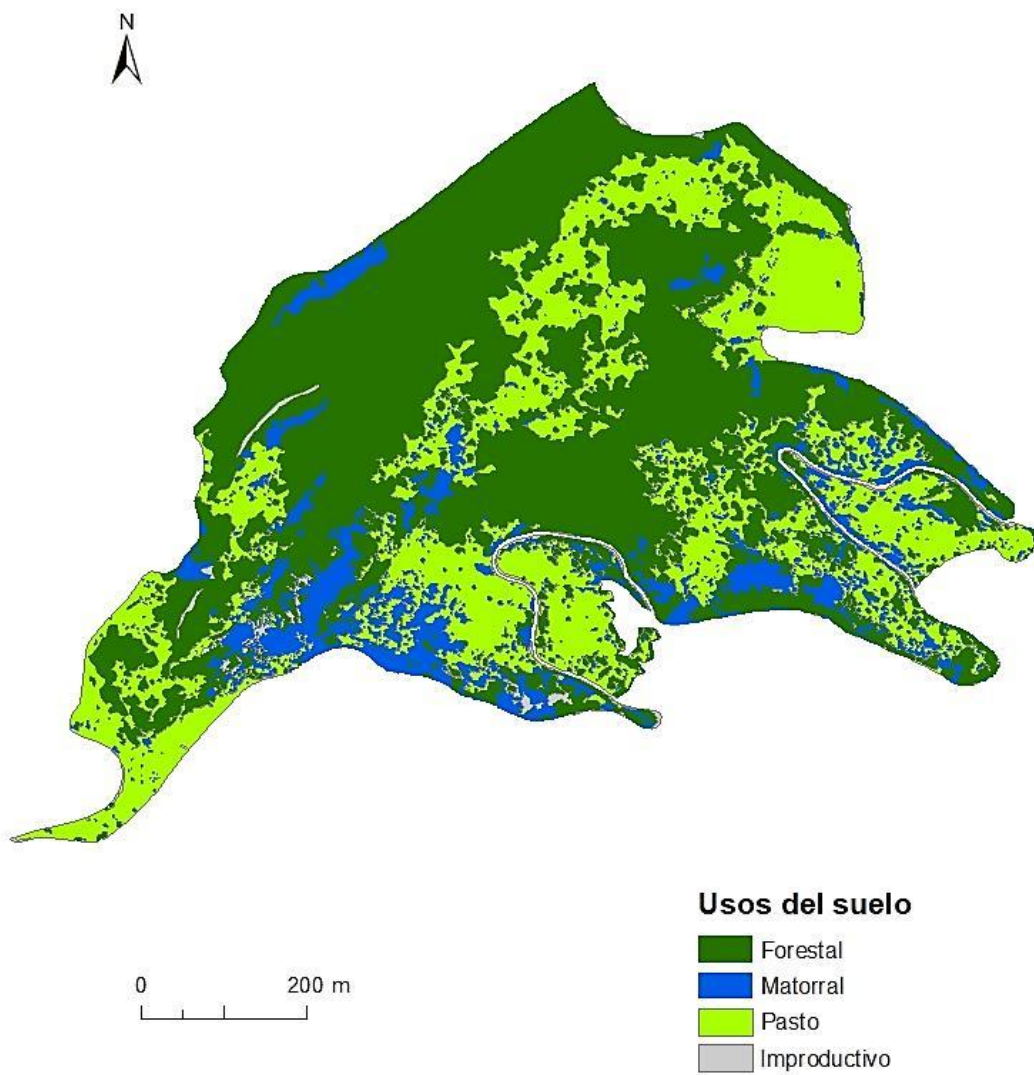 N
0 200 m
Usos del suelo
Forestal
Matorral
Pasto
Improductivo